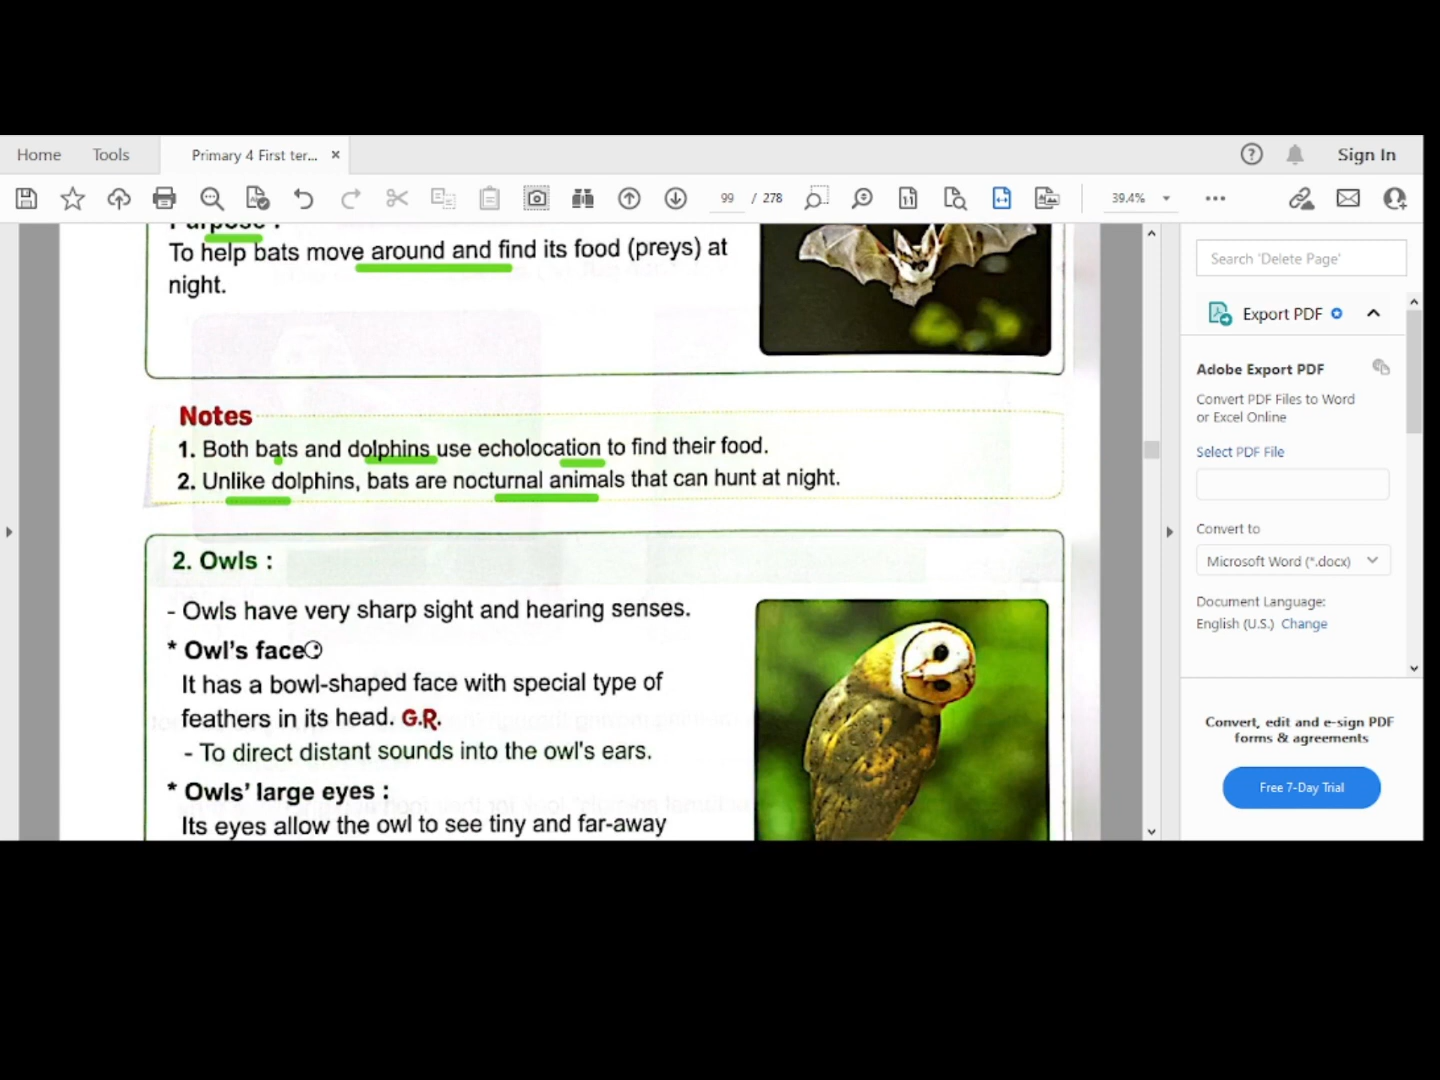 Home Tools Primary 4 First ter... × Sign In
99 / 278 39.4%
Purpose :
To help bats move around and find its food (preys) at
night.
Notes
1. Both bats and dolphins use echolocation to find their food.
2. Unlike dolphins, bats are nocturnal animals that can hunt at night.
2. Owls :
- Owls have very sharp sight and hearing senses.
* Owl's face
It has a bowl-shaped face with special type of
feathers in its head. G.R.
- To direct distant sounds into the owl's ears.
* Owls' large eyes :
Its eyes allow the owl to see tiny and far-away
Search 'Delete Page'
Export PDF
Adobe Export PDF
Convert PDF Files to Word
or Excel Online
Select PDF File
Convert to
Microsoft Word (*.docx)
Document Language:
English (U.S.) Change
Convert, edit and e-sign PDF
forms & agreements
Free 7-Day Trial